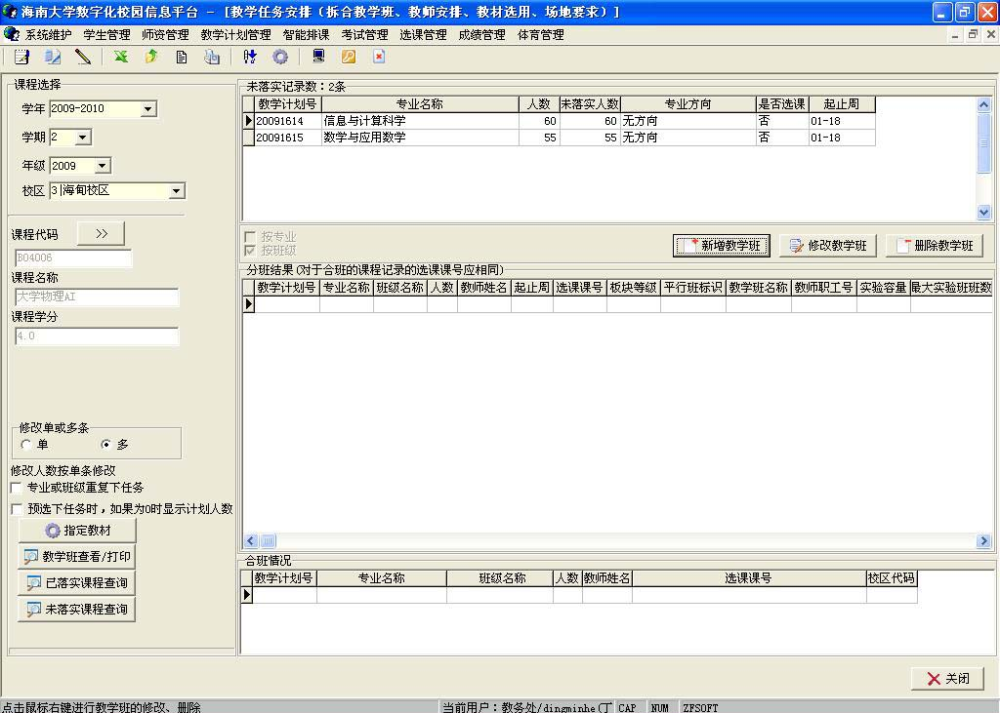 海南大学数字化校园信息平台 - [教学任务安排（拆合教学班、教师安排、教材选用、场地要求）]
系统维护 学生管理 师资管理 教学计划管理 智能排课 考试管理 选课管理 成绩管理 体育管理
课程选择
学年 2009-2010
学期 2
年级 2009
校区 3|海甸校区
课程代码 >>
B04006
课程名称
大学物理AI
课程学分
4.0
修改单或多条
单 多
修改人数按单条修改
专业或班级重复下任务
预选下任务时，如果为0时显示计划人数
指定教材
教学班查看/打印
已落实课程查询
未落实课程查询
未落实记录数：2条
教学计划号 专业名称 人数 未落实人数 专业方向 是否选课 起止周
20091614 信息与计算科学 60 60 无方向 否 01-18
20091615 数学与应用数学 55 55 无方向 否 01-18
按专业
按班级
新增教学班 修改教学班 删除教学班
分班结果(对于合班的课程记录的选课课号应相同)
教学计划号 专业名称 班级名称 人数 教师姓名 起止周 选课课号 板块等级 平行班标识 教学班名称 教师职工号 实验容量 最大实验班班数
合班情况
教学计划号 专业名称 班级名称 人数 教师姓名 选课课号 校区代码
关闭
点击鼠标右键进行教学班的修改、删除 当前用户：教务处/dingminhe(丁 CAP NUM ZFSOFT